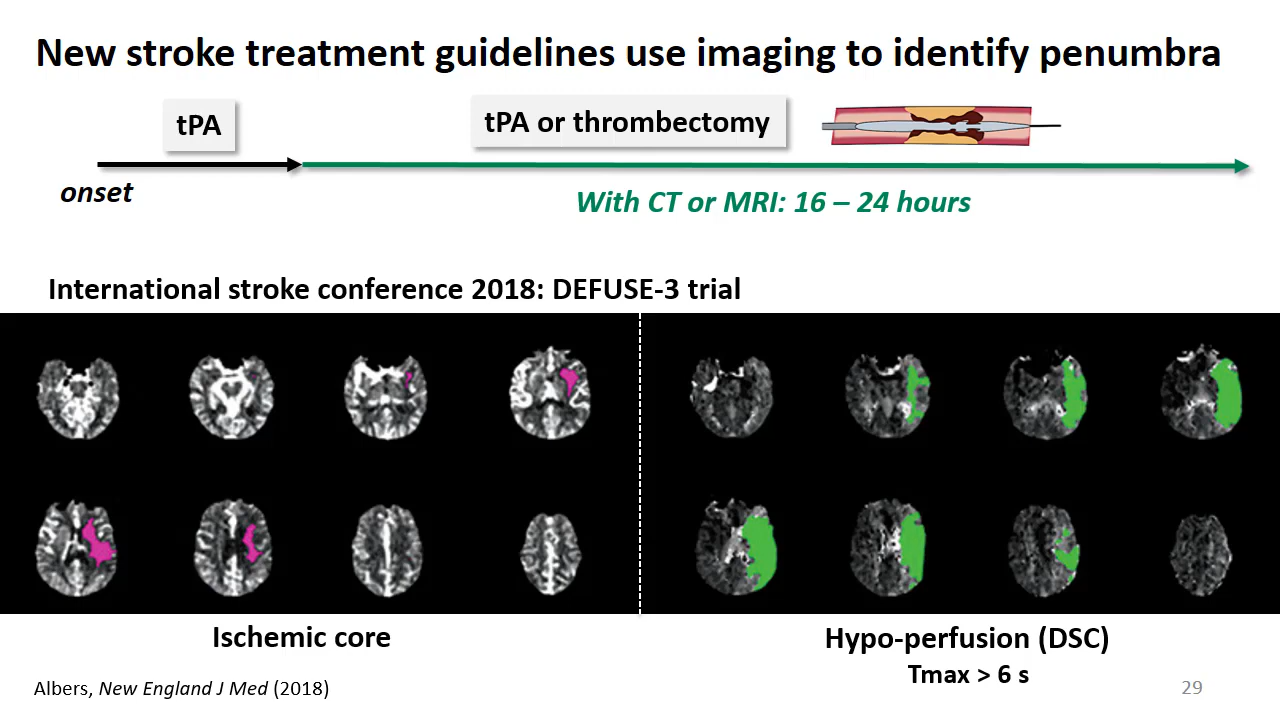 New stroke treatment guidelines use imaging to identify penumbra
tPA
tPA or thrombectomy
onset
With CT or MRI: 16 – 24 hours
International stroke conference 2018: DEFUSE-3 trial
Ischemic core
Hypo-perfusion (DSC)
Tmax > 6 s
Albers, New England J Med (2018)
29